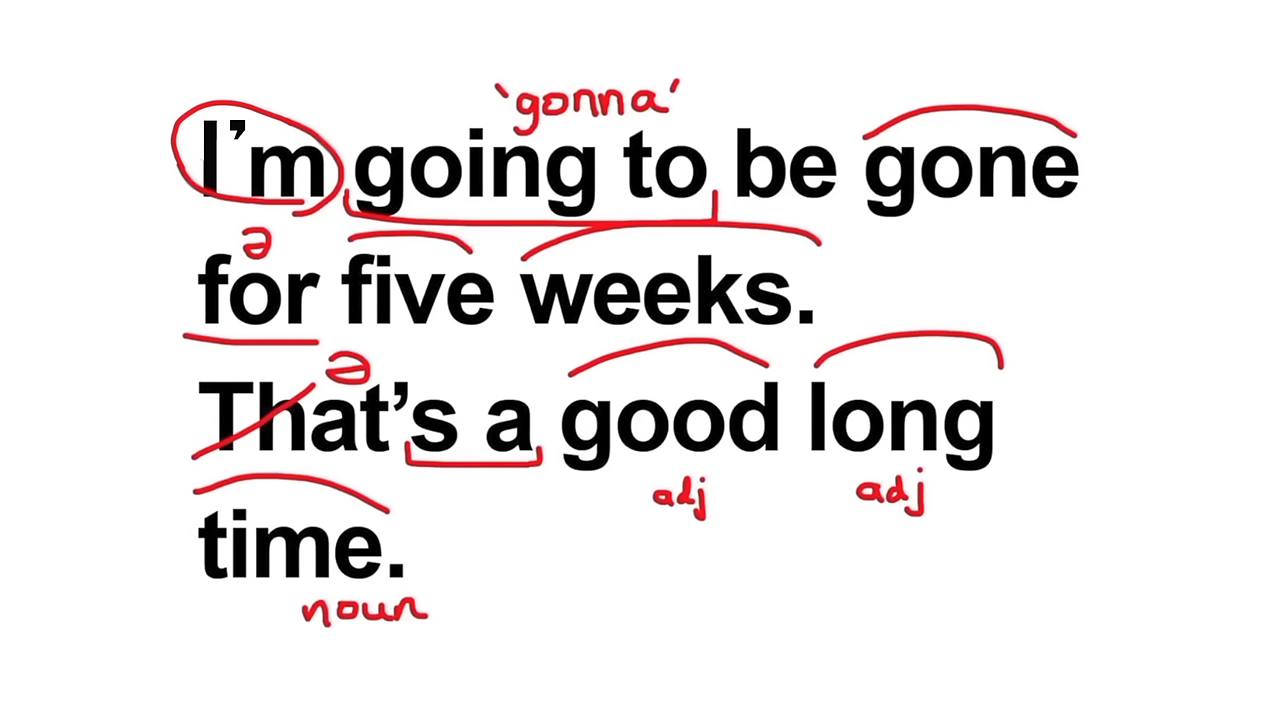 'gonna'
I'm going to be gone
ə
for five weeks.
ə
That's a good long
adj adj
time.
noun